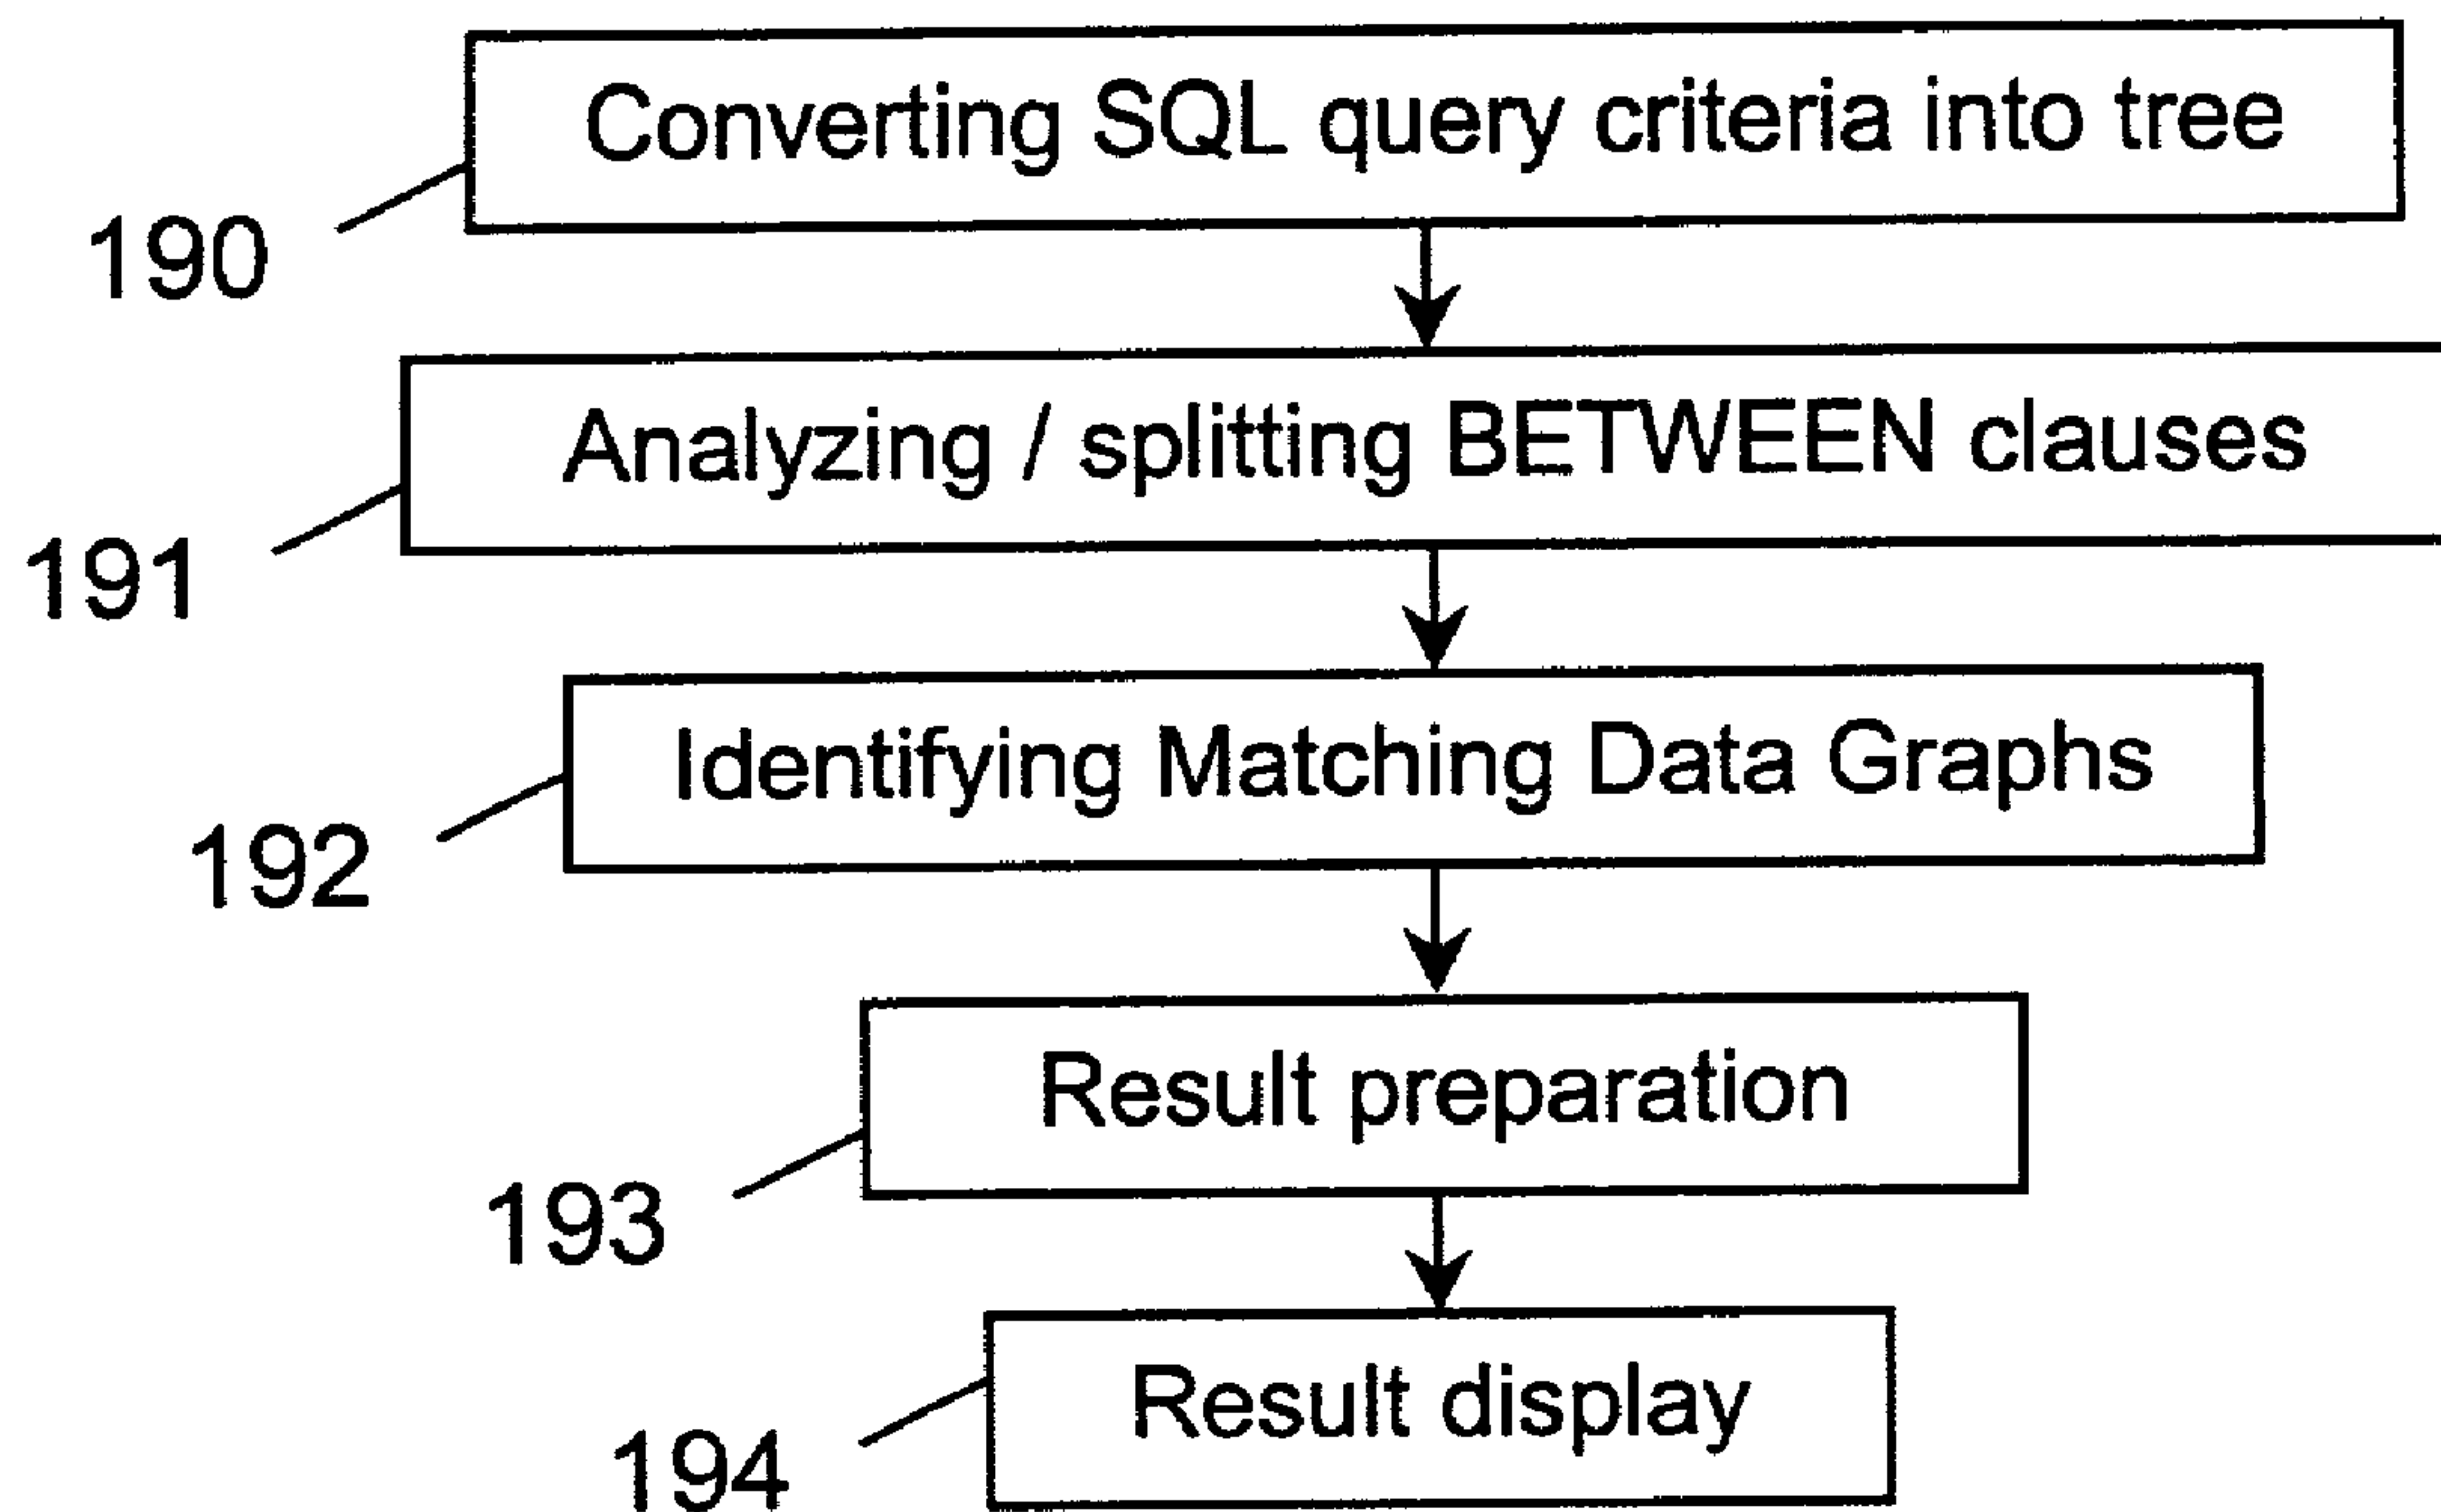 Converting SQL query criteria into tree
190
Analyzing / splitting BETWEEN clauses
191
Identifying Matching Data Graphs
192
Result preparation
193
Result display
194